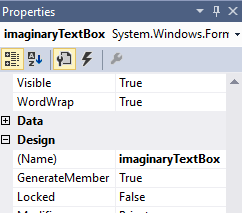 Properties
imaginaryTextBox System.Windows.Form
Visible True
WordWrap True
Data
Design
(Name) imaginaryTextBox
GenerateMember True
Locked False